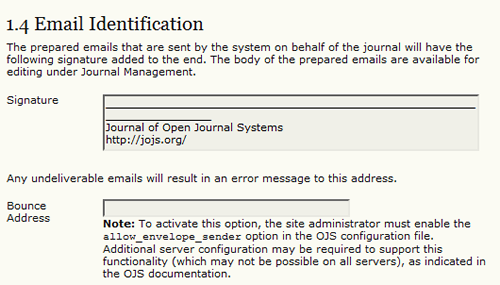 1.4 Email Identification
The prepared emails that are sent by the system on behalf of the journal will have the
following signature added to the end. The body of the prepared emails are available for
editing under Journal Management.
Signature
________________________________________________________________
__________________
Journal of Open Journal Systems
http://jojs.org/
Any undeliverable emails will result in an error message to this address.
Bounce
Address
Note: To activate this option, the site administrator must enable the
allow_envelope_sender option in the OJS configuration file.
Additional server configuration may be required to support this
functionality (which may not be possible on all servers), as indicated in
the OJS documentation.